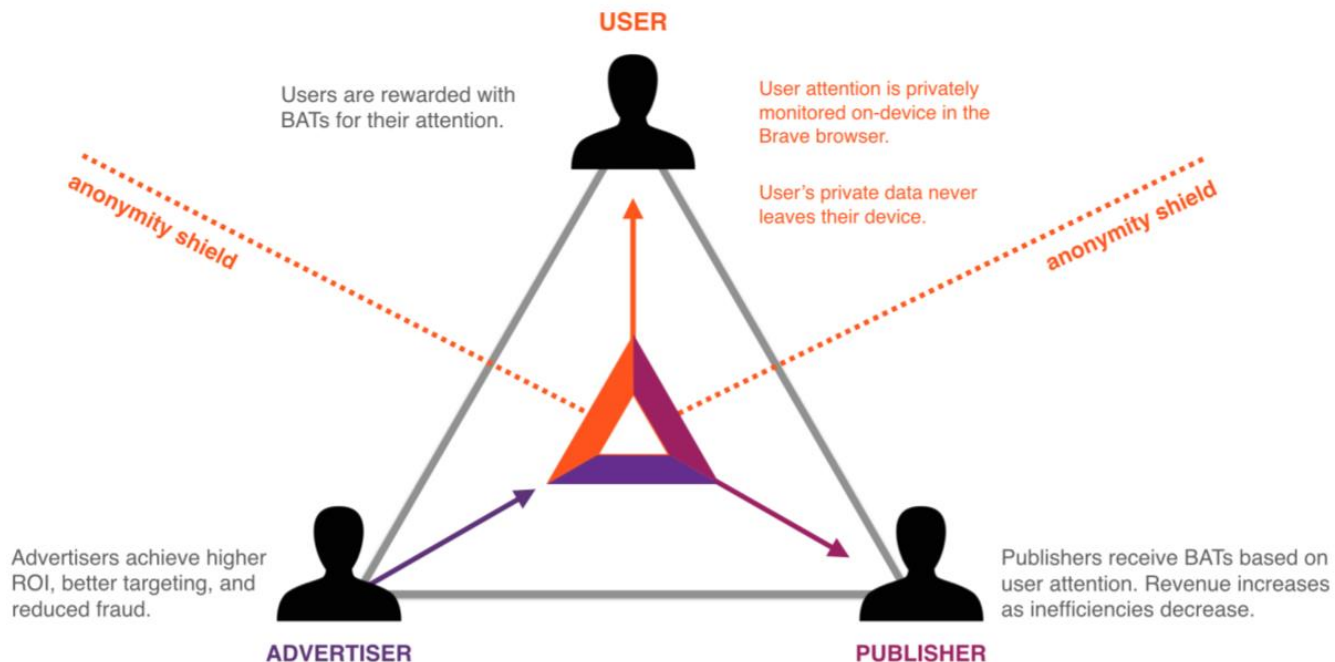 USER
Users are rewarded with
BATs for their attention.
User attention is privately
monitored on-device in the
Brave browser.
User's private data never
leaves their device.
anonymity shield
anonymity shield
Advertisers achieve higher
ROI, better targeting, and
reduced fraud.
ADVERTISER
Publishers receive BATs based on
user attention. Revenue increases
as inefficiencies decrease.
PUBLISHER